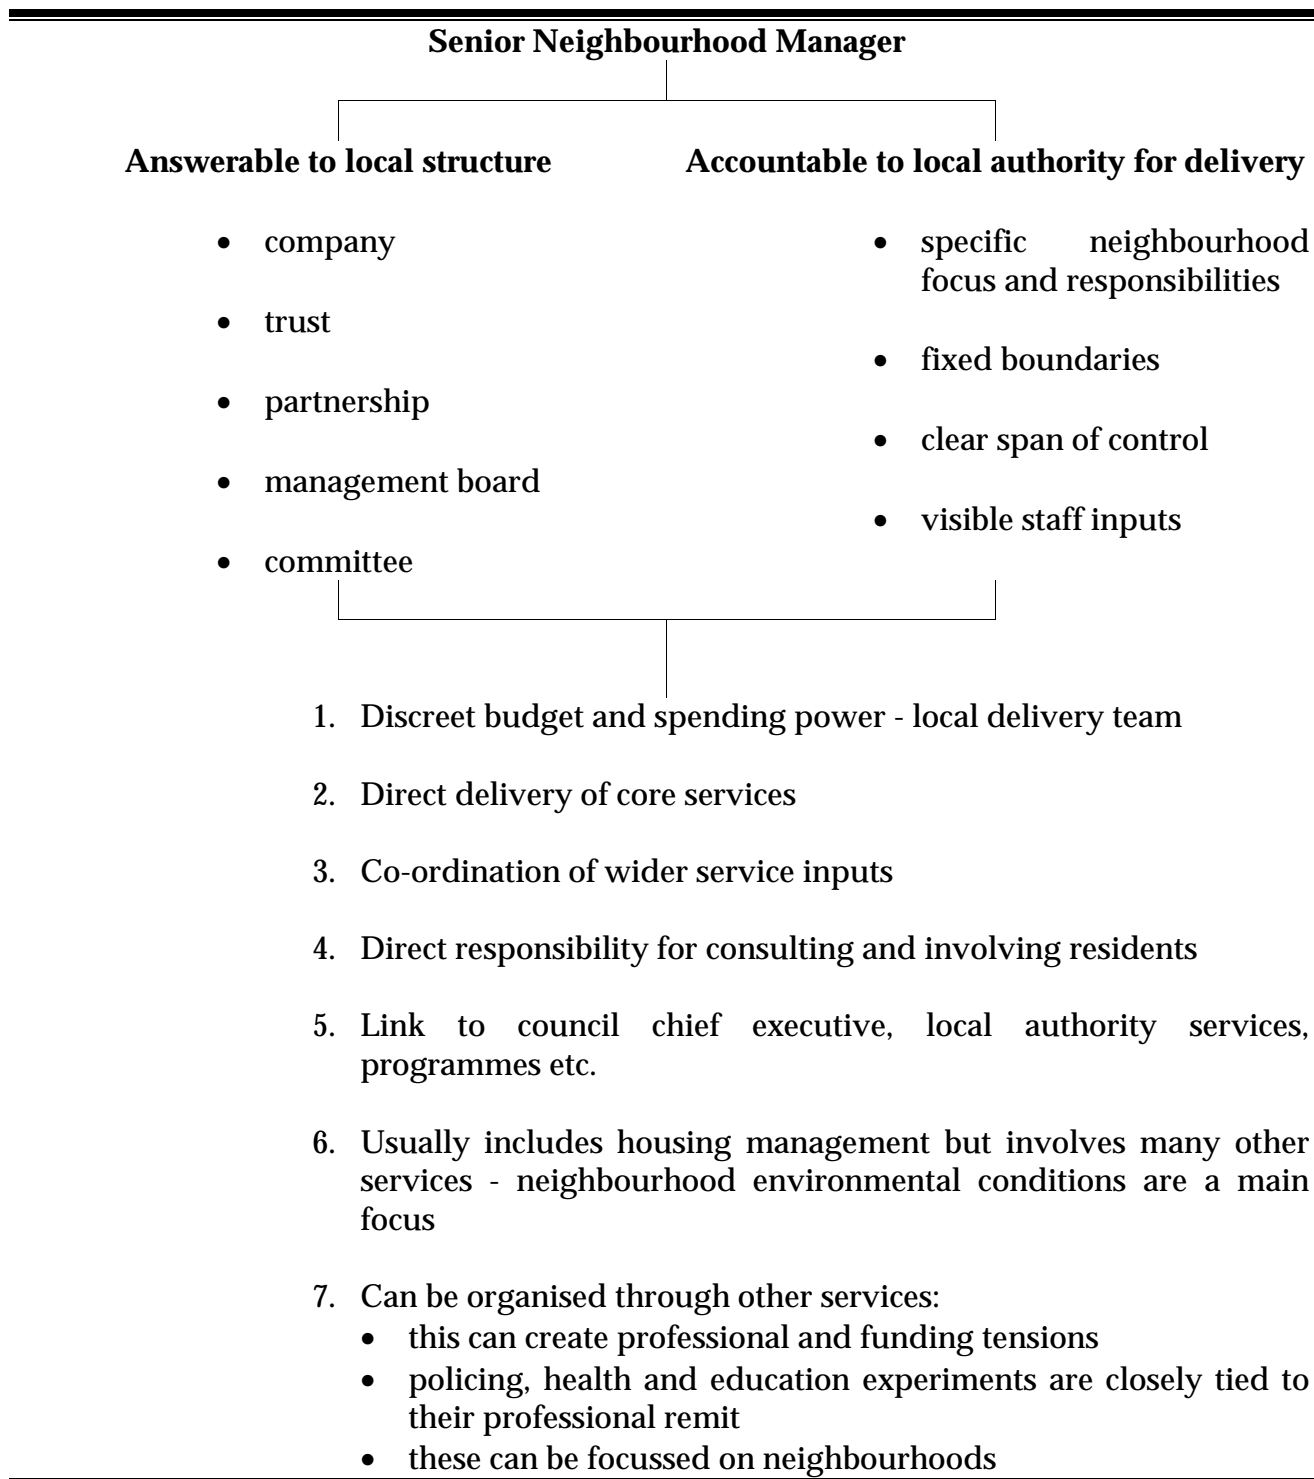 Senior Neighbourhood Manager
Answerable to local structure
• company
• trust
• partnership
• management board
• committee
Accountable to local authority for delivery
• specific neighbourhood
focus and responsibilities
• fixed boundaries
• clear span of control
• visible staff inputs
1. Discreet budget and spending power - local delivery team
2. Direct delivery of core services
3. Co-ordination of wider service inputs
4. Direct responsibility for consulting and involving residents
5. Link to council chief executive, local authority services,
programmes etc.
6. Usually includes housing management but involves many other
services - neighbourhood environmental conditions are a main
focus
7. Can be organised through other services:
• this can create professional and funding tensions
• policing, health and education experiments are closely tied to
their professional remit
• these can be focussed on neighbourhoods